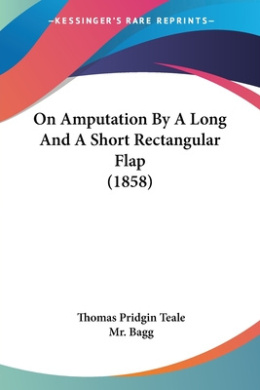 KESSINGER'S RARE REPRINTS
On Amputation By A Long
And A Short Rectangular
Flap
(1858)
Thomas Pridgin Teale
Mr. Bagg